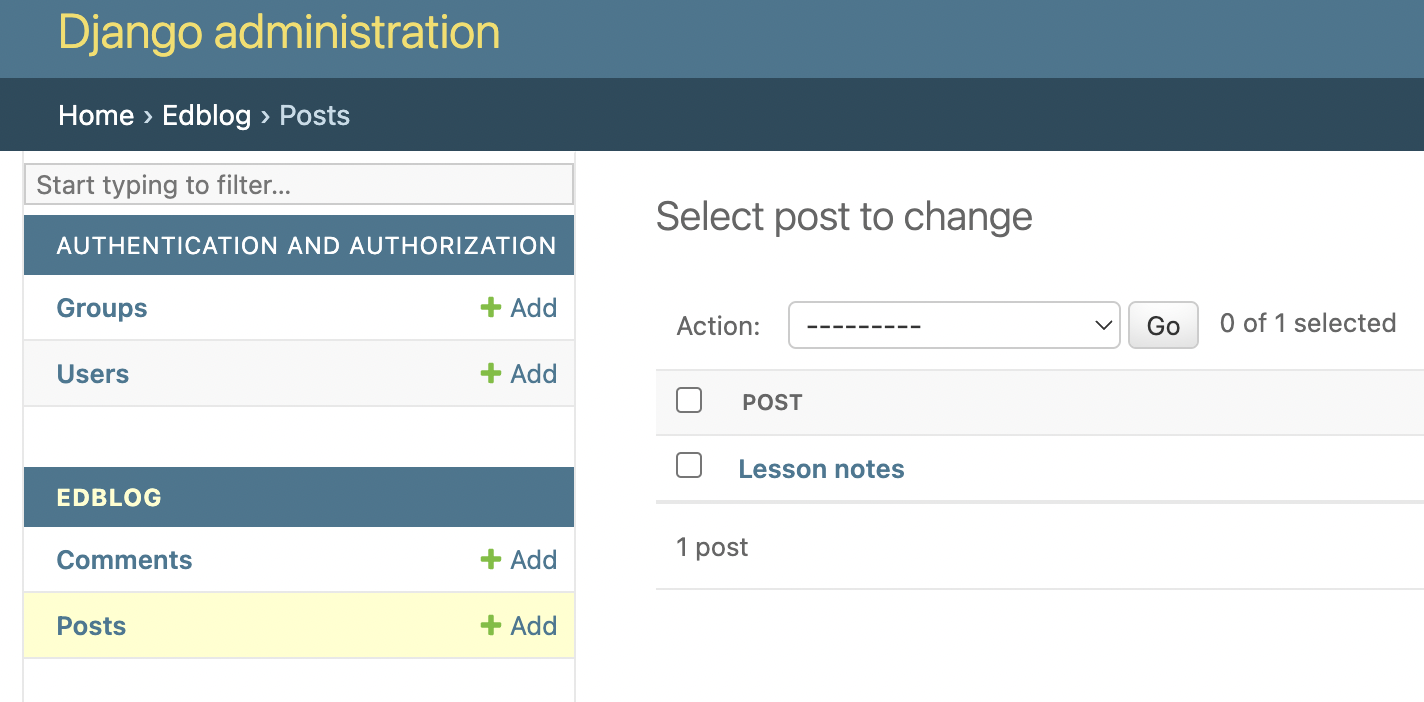 Django administration
Home › Edblog › Posts
Start typing to filter...
AUTHENTICATION AND AUTHORIZATION
Groups + Add
Users + Add
EDBLOG
Comments + Add
Posts + Add
Select post to change
Action: --------- Go 0 of 1 selected
POST
Lesson notes
1 post